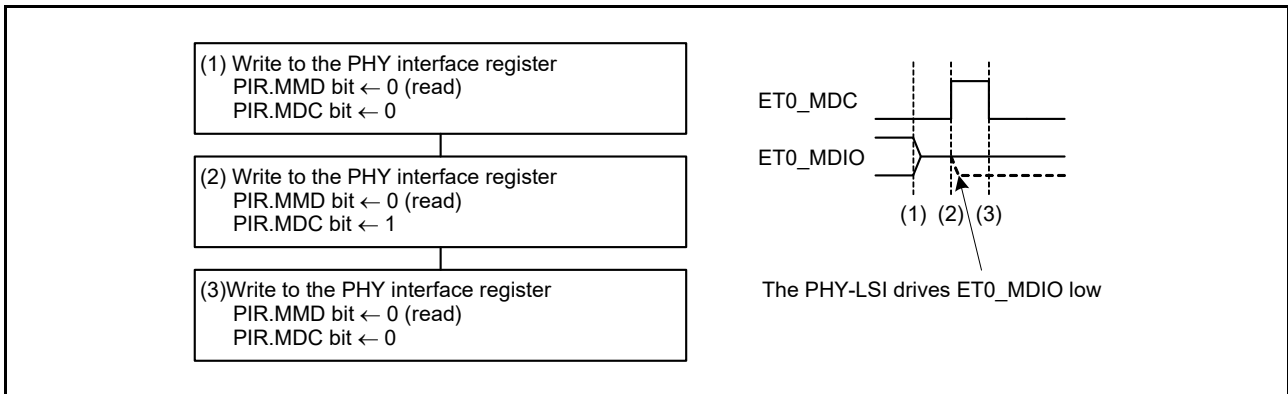 (1) Write to the PHY interface register
PIR.MMD bit ← 0 (read)
PIR.MDC bit ← 0
(2) Write to the PHY interface register
PIR.MMD bit ← 0 (read)
PIR.MDC bit ← 1
(3)Write to the PHY interface register
PIR.MMD bit ← 0 (read)
PIR.MDC bit ← 0
ET0_MDC
ET0_MDIO
(1) (2) (3)
The PHY-LSI drives ET0_MDIO low